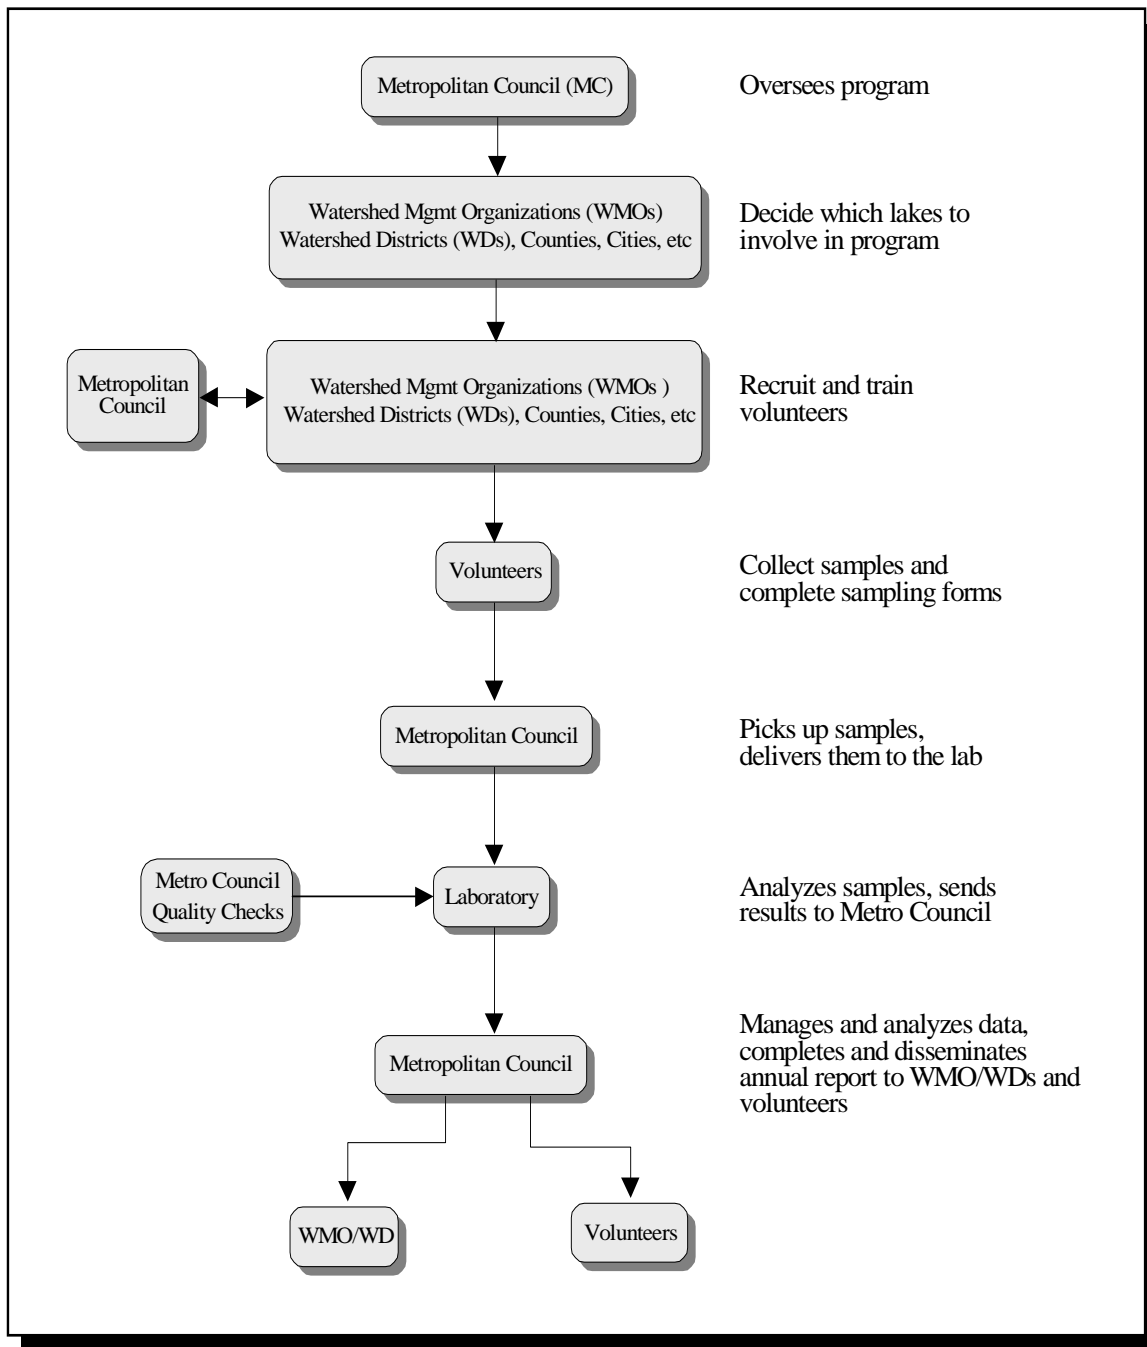 Metropolitan Council (MC)
Oversees program
Watershed Mgmt Organizations (WMOs)
Watershed Districts (WDs), Counties, Cities, etc
Decide which lakes to
involve in program
Metropolitan
Council
Watershed Mgmt Organizations (WMOs )
Watershed Districts (WDs), Counties, Cities, etc
Recruit and train
volunteers
Volunteers
Collect samples and
complete sampling forms
Metropolitan Council
Picks up samples,
delivers them to the lab
Metro Council
Quality Checks
Laboratory
Analyzes samples, sends
results to Metro Council
Metropolitan Council
Manages and analyzes data,
completes and disseminates
annual report to WMO/WDs and
volunteers
WMO/WD
Volunteers